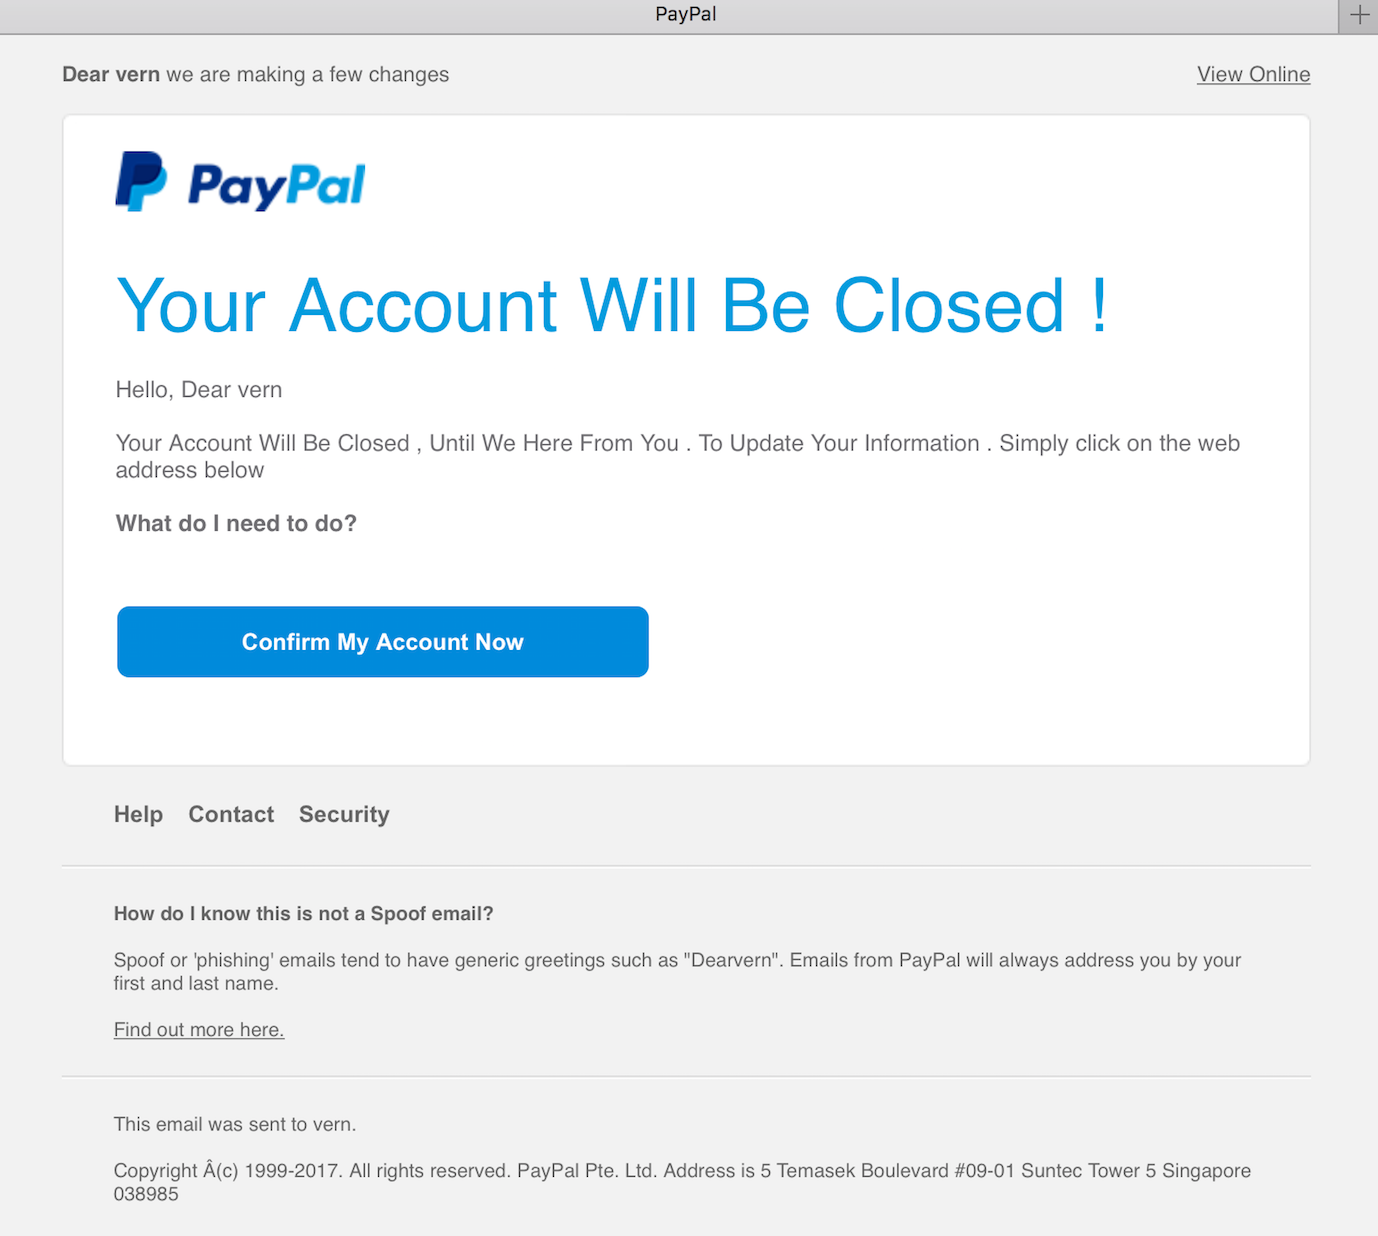 PayPal
Dear vern we are making a few changes
View Online
PayPal
Your Account Will Be Closed !
Hello, Dear vern
Your Account Will Be Closed , Until We Here From You . To Update Your Information . Simply click on the web
address below
What do I need to do?
Confirm My Account Now
Help Contact Security
How do I know this is not a Spoof email?
Spoof or 'phishing' emails tend to have generic greetings such as "Dearvern". Emails from PayPal will always address you by your
first and last name.
Find out more here.
This email was sent to vern.
Copyright Â(c) 1999-2017. All rights reserved. PayPal Pte. Ltd. Address is 5 Temasek Boulevard #09-01 Suntec Tower 5 Singapore
038985